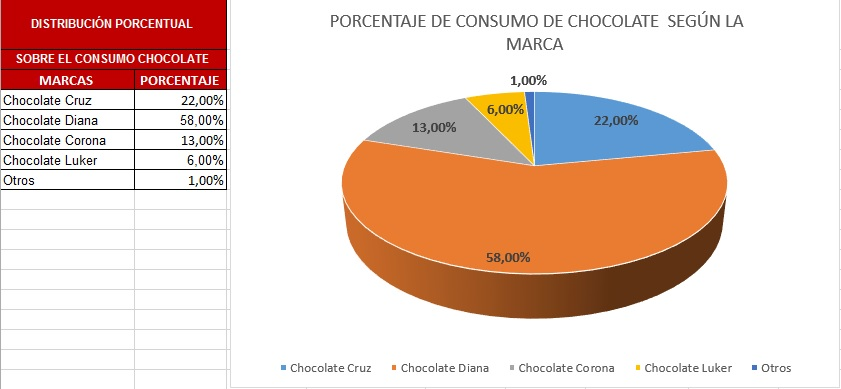 DISTRIBUCIÓN PORCENTUAL
SOBRE EL CONSUMO CHOCOLATE
MARCAS PORCENTAJE
Chocolate Cruz 22,00%
Chocolate Diana 58,00%
Chocolate Corona 13,00%
Chocolate Luker 6,00%
Otros 1,00%
PORCENTAJE DE CONSUMO DE CHOCOLATE SEGÚN LA
MARCA
1,00%
6,00%
22,00%
13,00%
58,00%
Chocolate Cruz Chocolate Diana Chocolate Corona Chocolate Luker Otros